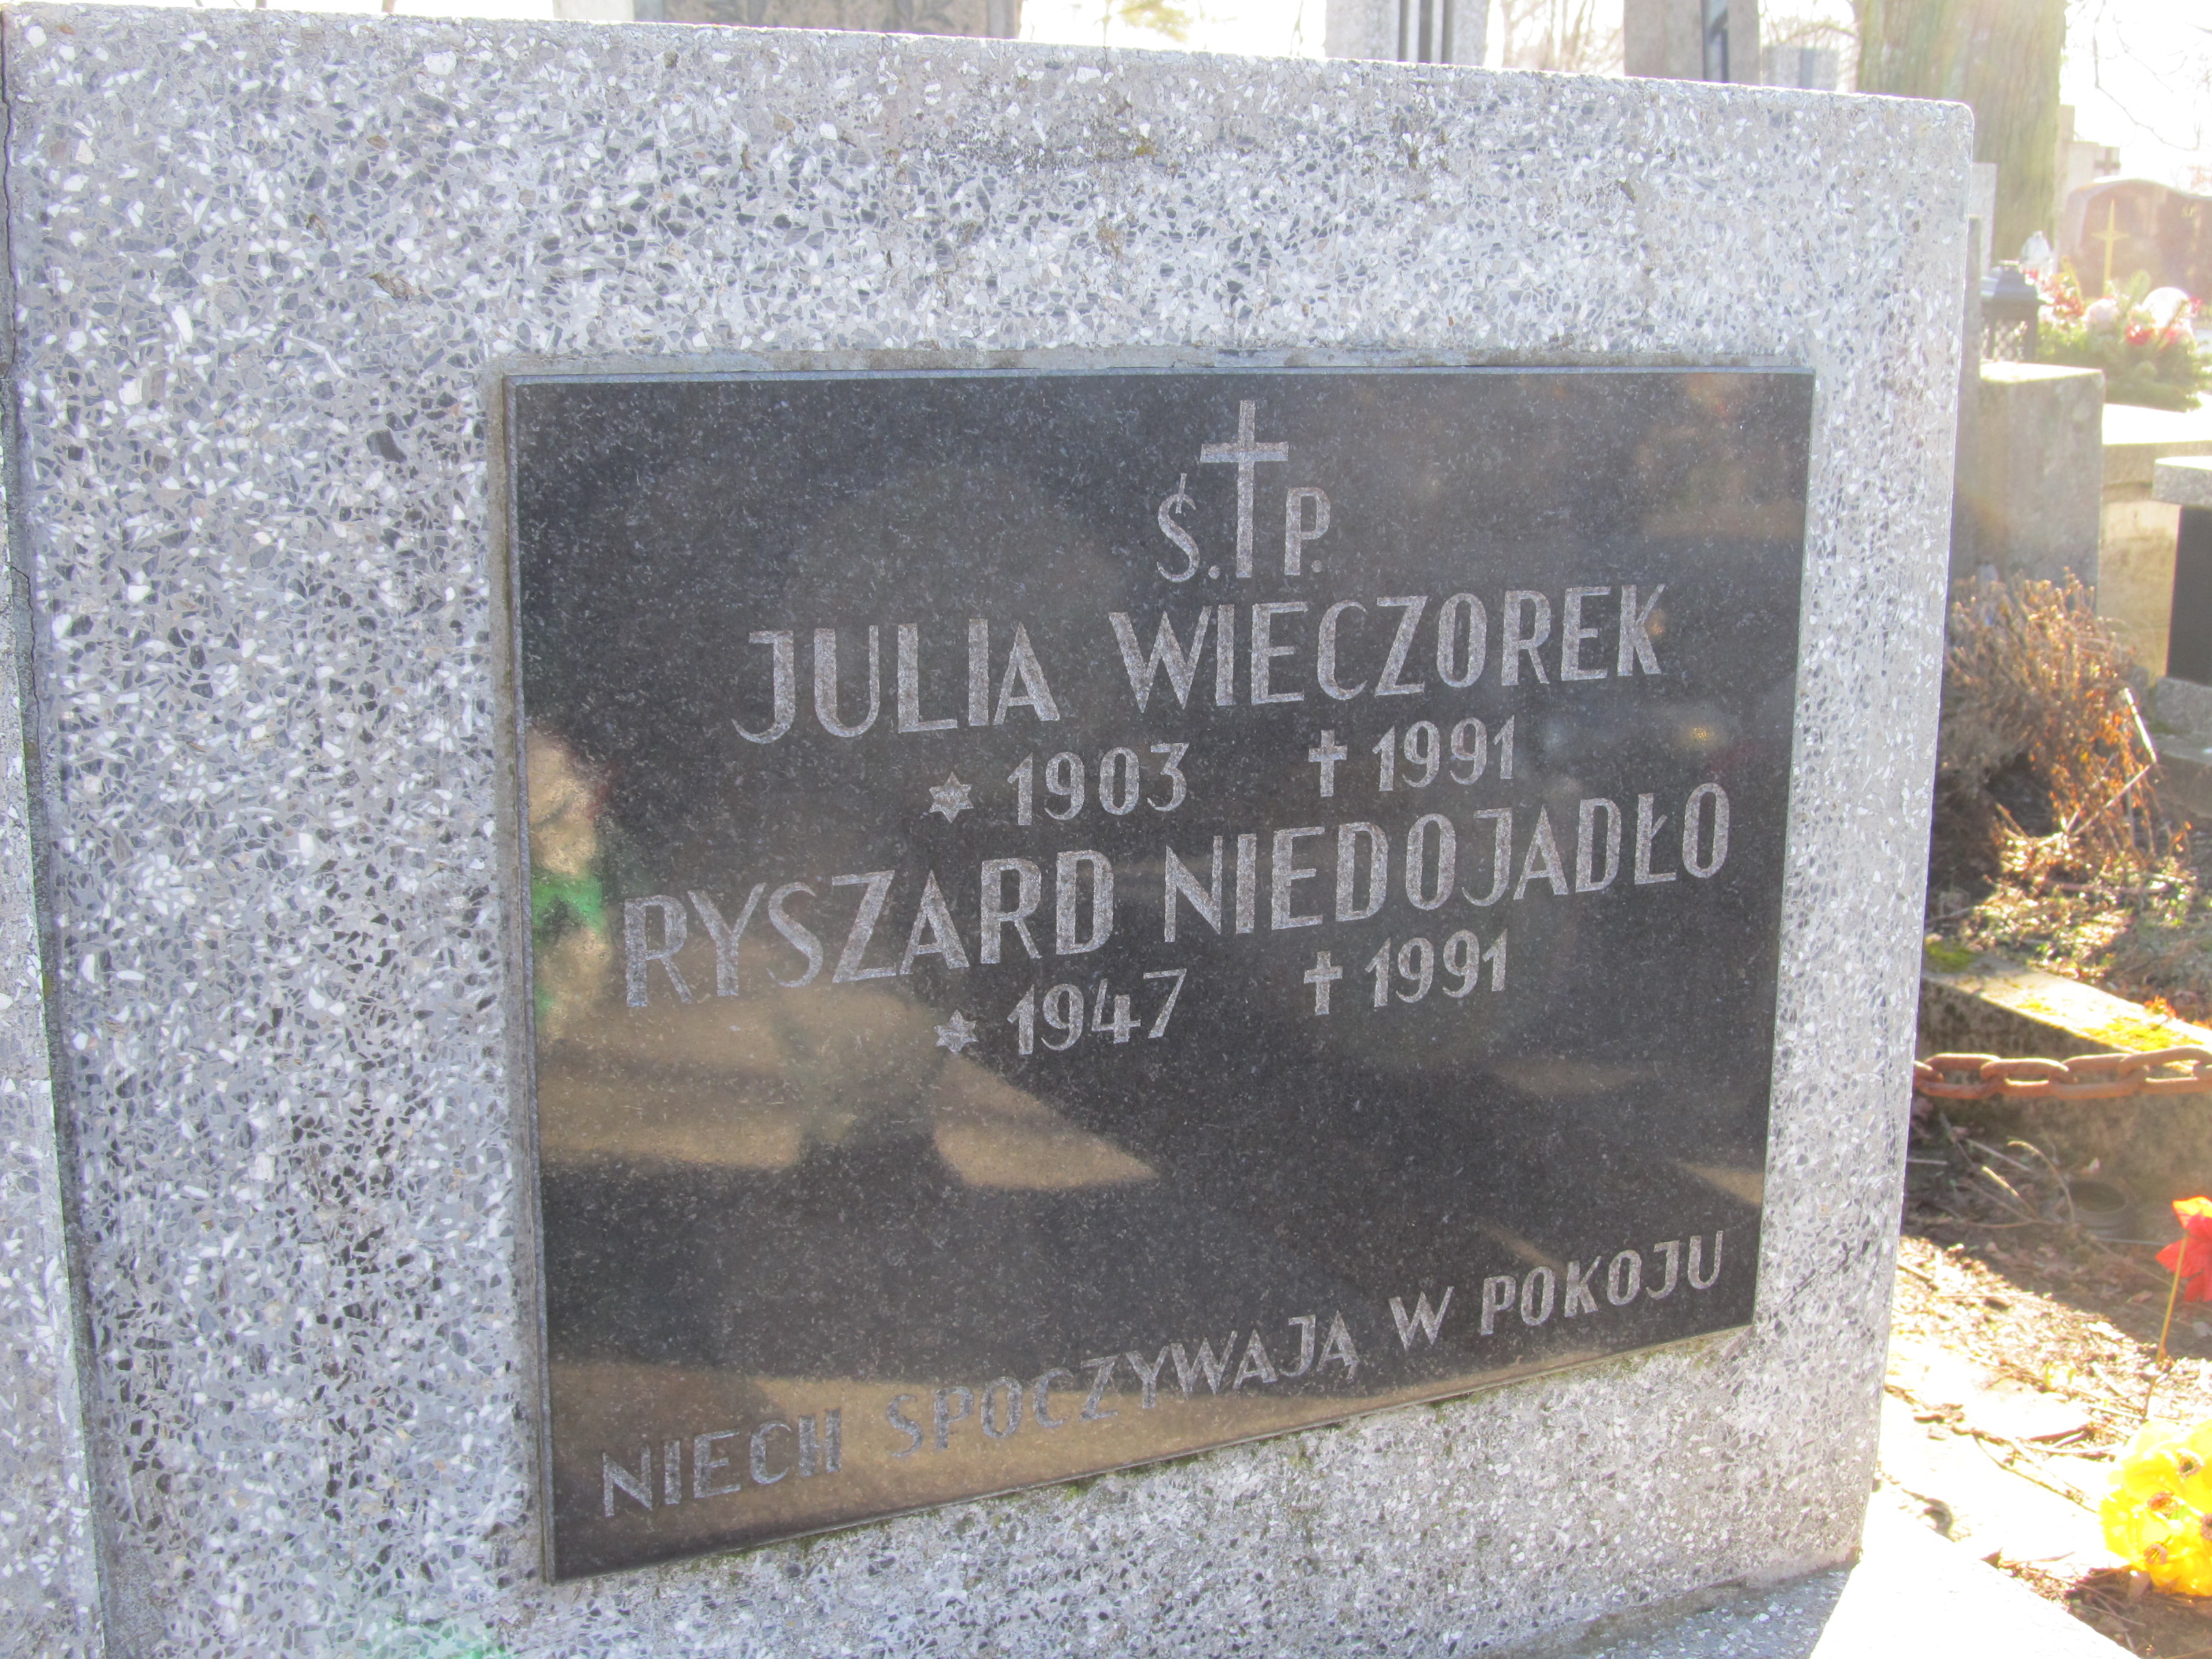 Ś.P.
JULIA WIECZOREK
* 1903 † 1991
RYSZARD NIEDOJADŁO
* 1947 † 1991
NIECH SPOCZYWAJĄ W POKOJU